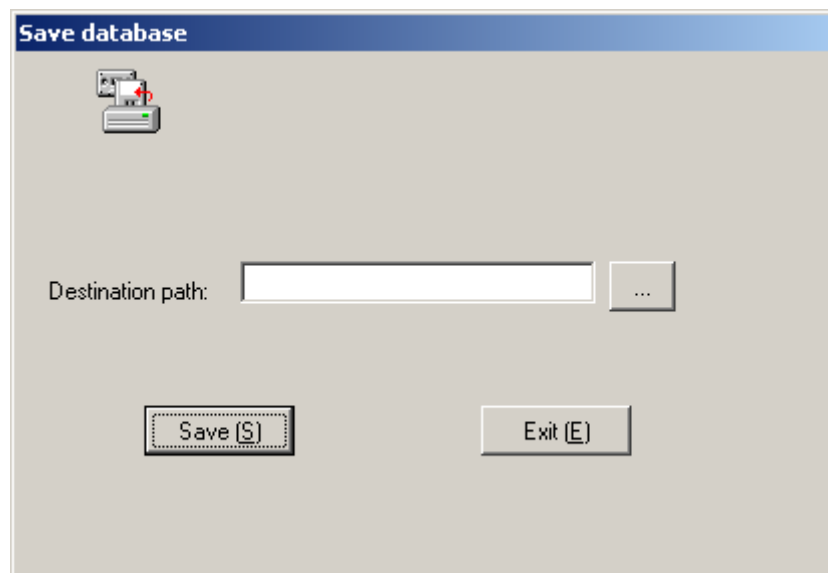 Save database
Destination path:
...
Save (S)
Exit (E)